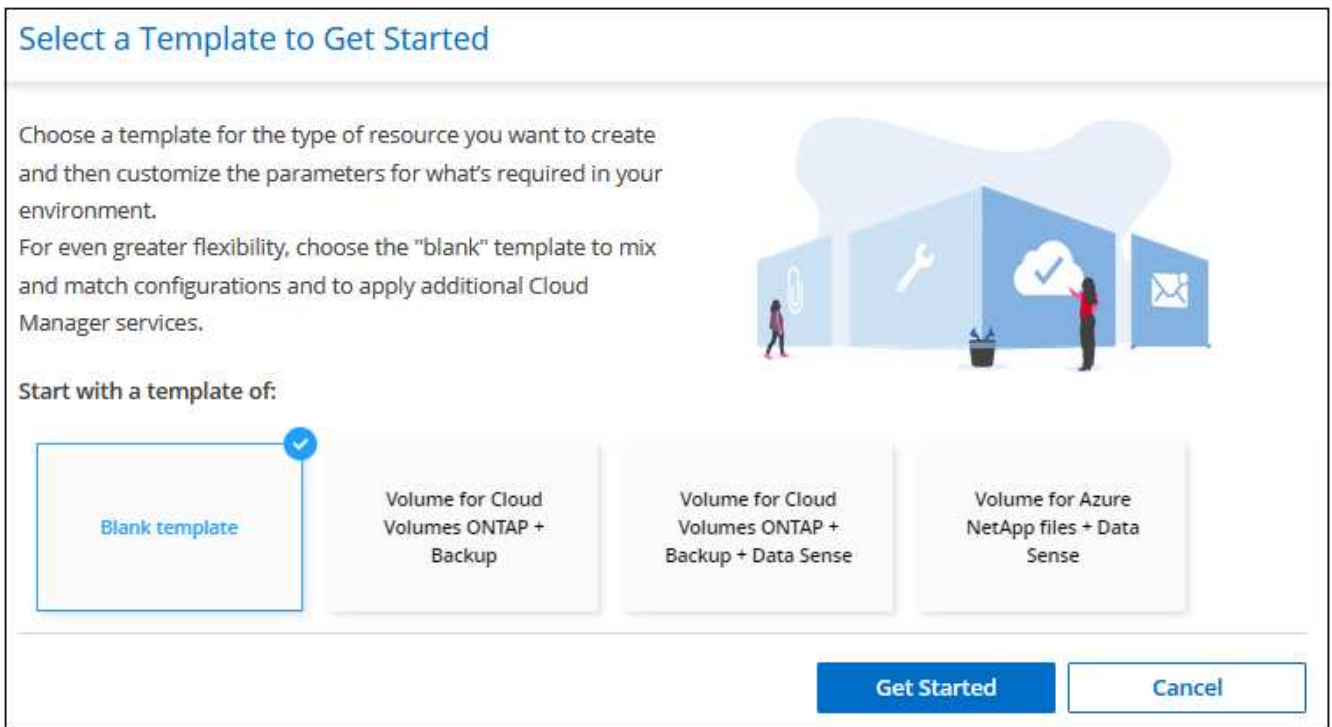 Select a Template to Get Started
Choose a template for the type of resource you want to create
and then customize the parameters for what's required in your
environment.
For even greater flexibility, choose the "blank" template to mix
and match configurations and to apply additional Cloud
Manager services.
Start with a template of:
Blank template
Volume for Cloud
Volumes ONTAP +
Backup
Volume for Cloud
Volumes ONTAP +
Backup + Data Sense
Volume for Azure
NetApp files + Data
Sense
Get Started
Cancel